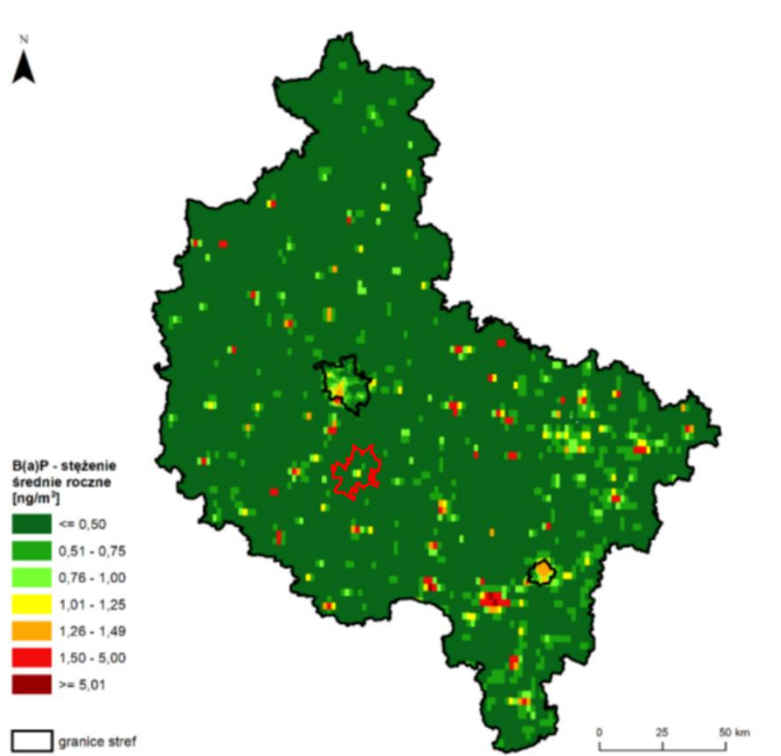 N
B(a)P - stężenie
średnie roczne
[ng/m³]
<= 0,50
0,51 - 0,75
0,76 - 1,00
1,01 - 1,25
1,26 - 1,49
1,50 - 5,00
>= 5,01
granice stref
0 25 50 km